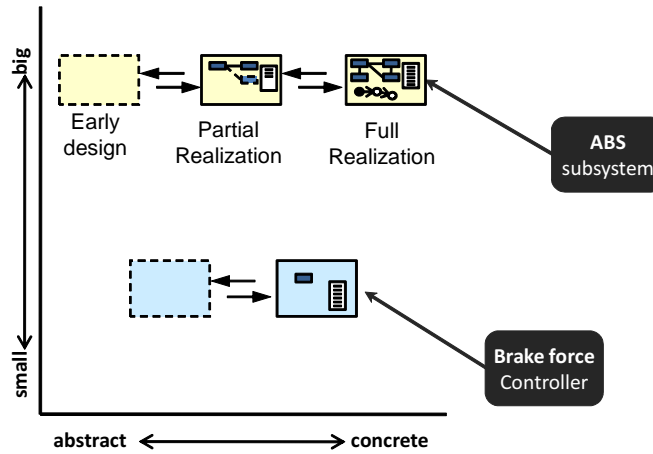 big
small
Early
design
Partial
Realization
Full
Realization
ABS
subsystem
Brake force
Controller
abstract
concrete